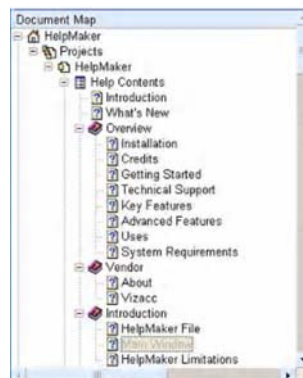 Document Map
HelpMaker
Projects
HelpMaker
Help Contents
Introduction
What's New
Overview
Installation
Credits
Getting Started
Technical Support
Key Features
Advanced Features
Uses
System Requirements
Vendor
About
Vizacc
Introduction
HelpMaker File
Main Window
HelpMaker Limitations